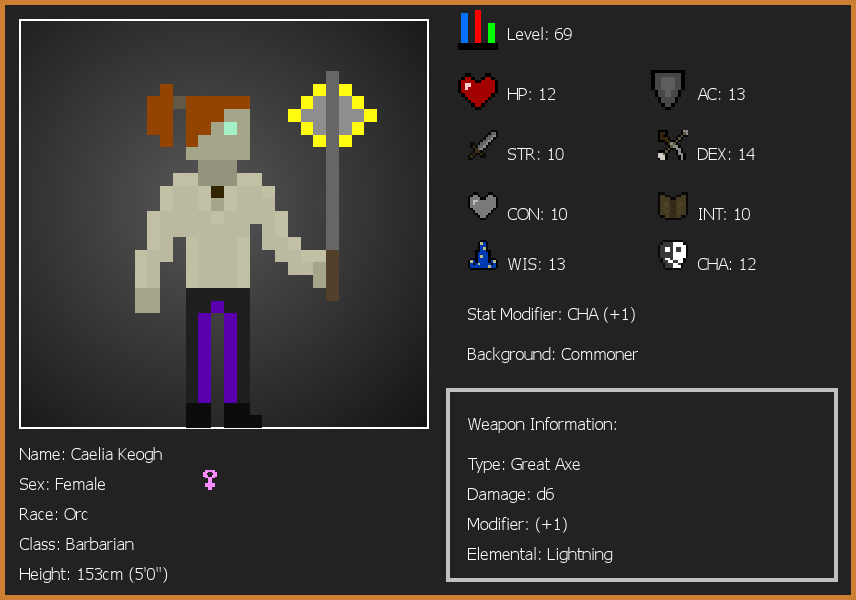 Level: 69
HP: 12
AC: 13
STR: 10
DEX: 14
CON: 10
INT: 10
WIS: 13
CHA: 12
Stat Modifier: CHA (+1)
Background: Commoner
Weapon Information:
Type: Great Axe
Damage: d6
Modifier: (+1)
Elemental: Lightning
Name: Caelia Keogh
Sex: Female
Race: Orc
Class: Barbarian
Height: 153cm (5'0")